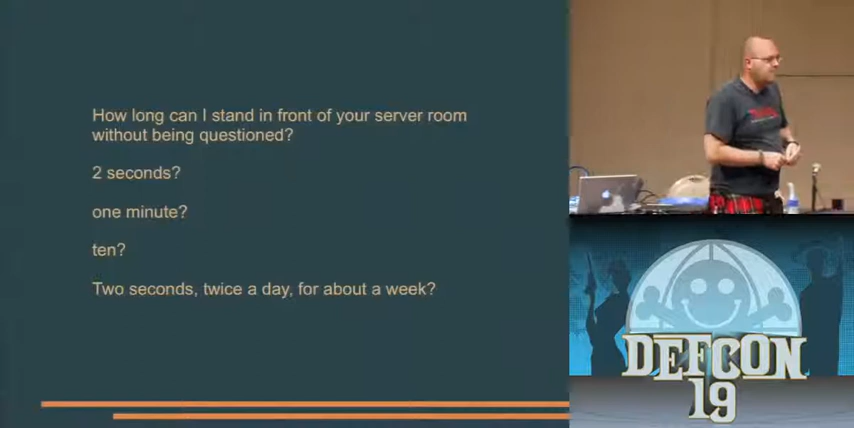 How long can I stand in front of your server room
without being questioned?
2 seconds?
one minute?
ten?
Two seconds, twice a day, for about a week?
DEFCON
19